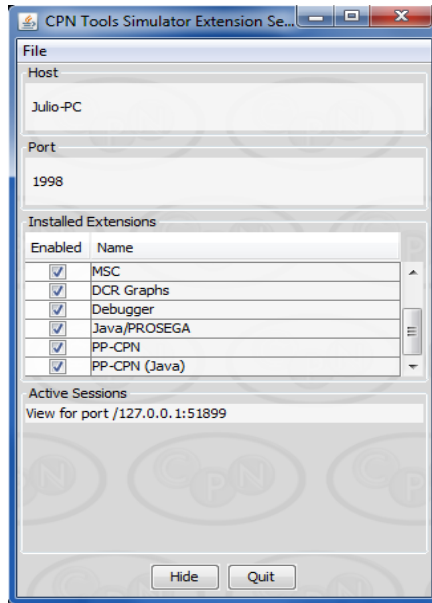 CPN Tools Simulator Extension Se...
File
Host
Julio-PC
Port
1998
Installed Extensions
Enabled Name
MSC
DCR Graphs
Debugger
Java/PROSEGA
PP-CPN
PP-CPN (Java)
Active Sessions
View for port /127.0.0.1:51899
CPN
Hide Quit